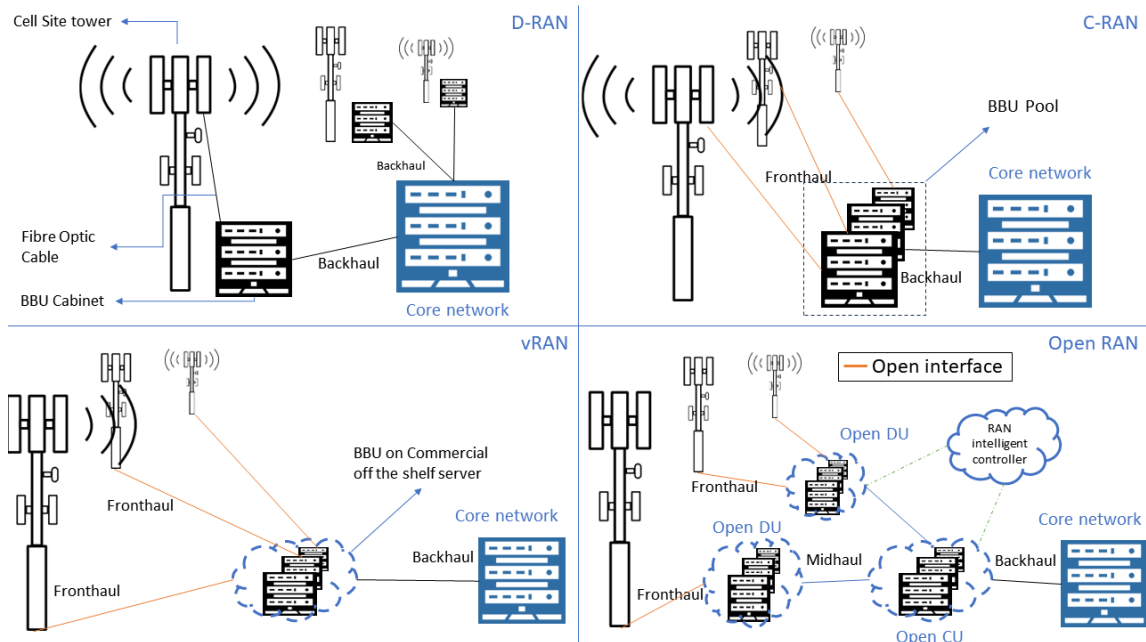 Cell Site tower
D-RAN
Backhaul
Fibre Optic
Cable
Backhaul
BBU Cabinet
Core network
C-RAN
BBU Pool
Fronthaul
Core network
Backhaul
vRAN
BBU on Commercial
off the shelf server
Fronthaul
Core network
Backhaul
Fronthaul
Open RAN
Open interface
Open DU
RAN
intelligent
controller
Fronthaul
Core network
Open DU
Midhaul
Backhaul
Fronthaul
Open CU